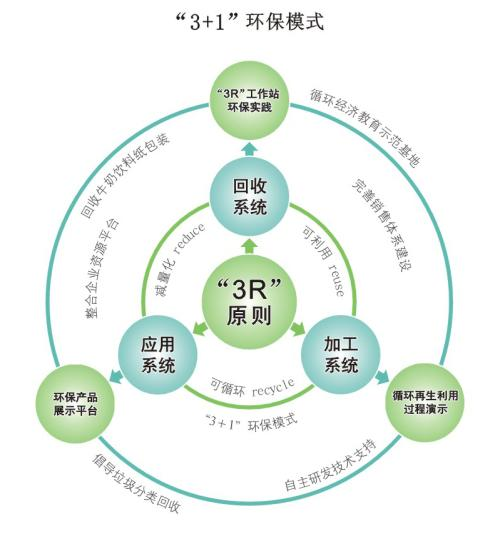 “3+1”环保模式
“3R”工作站
环保实践
循环经济教育示范基地
回收牛奶饮料纸包装
完善销售体系建设
整合企业资源平台
回收
系统
减量化 reduce
可利用 reuse
“3R”
原则
应用
系统
加工
系统
可循环 recycle
“3+1”环保模式
环保产品
展示平台
循环再生利用
过程演示
倡导垃圾分类回收
自主研发技术支持